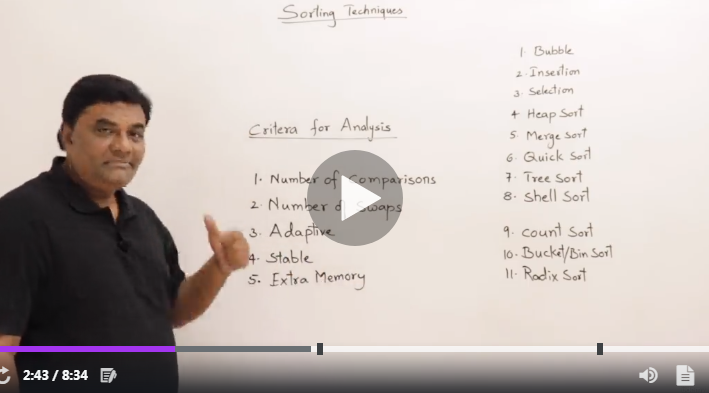 Sorting Techniques
Critera for Analysis
1. Number of Comparisons
2. Number of Swaps
3. Adaptive
4. Stable
5. Extra Memory
1. Bubble
2. Insertion
3. Selection
4. Heap Sort
5. Merge Sort
6. Quick Sort
7. Tree Sort
8. Shell Sort
9. Count Sort
10. Bucket/Bin Sort
11. Radix Sort
2:43 / 8:34